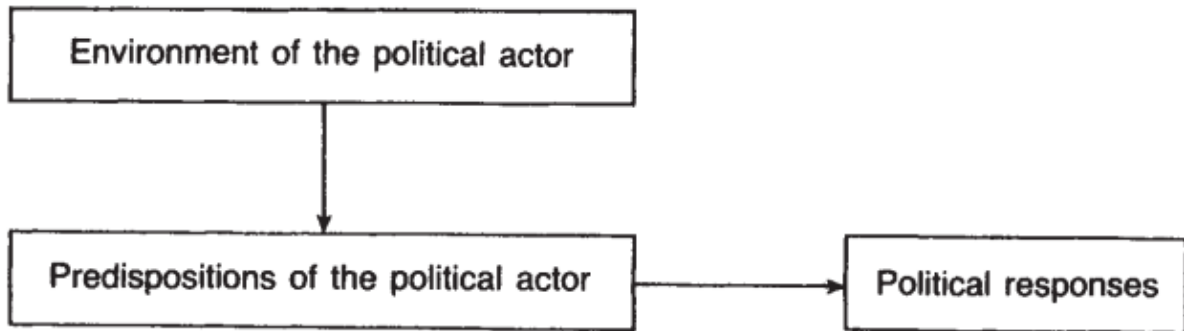 Environment of the political actor
Predispositions of the political actor
Political responses